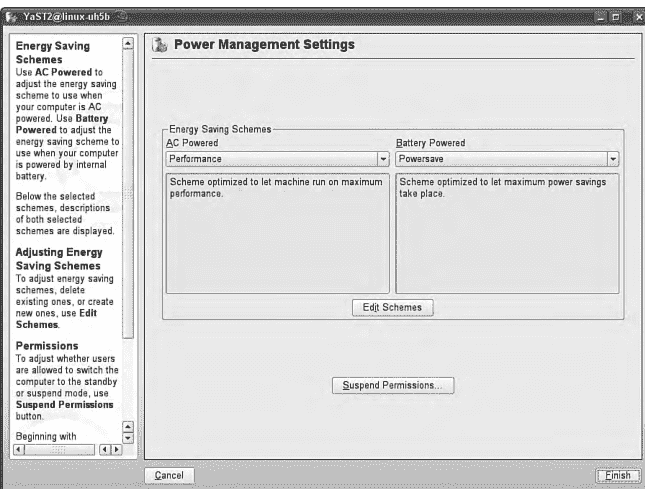 YaST2@linux-uh5b
Energy Saving
Schemes
Use AC Powered to
adjust the energy saving
scheme to use when
your computer is AC
powered. Use Battery
Powered to adjust the
energy saving scheme to
use when your computer
is powered by internal
battery.
Below the selected
schemes, descriptions
of both selected
schemes are displayed.
Adjusting Energy
Saving Schemes
To adjust energy saving
schemes, delete
existing ones, or create
new ones, use Edit
Schemes.
Permissions
To adjust whether users
are allowed to switch the
computer to the standby
or suspend mode, use
Suspend Permissions
button.
Beginning with
Power Management Settings
Energy Saving Schemes
AC Powered
Performance
Scheme optimized to let machine run on maximum
performance.
Battery Powered
Powersave
Scheme optimized to let maximum power savings
take place.
Edit Schemes
Suspend Permissions...
Cancel
Finish